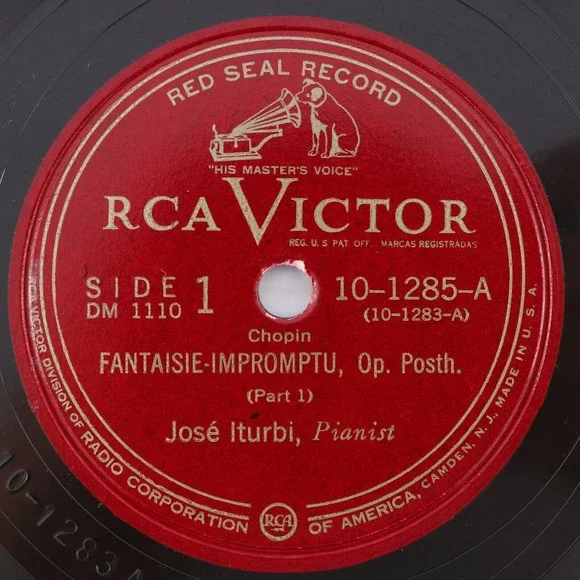 RED SEAL RECORD
"HIS MASTER'S VOICE"
RCA VICTOR
REG. U. S. PAT. OFF. MARCAS REGISTRADAS
SIDE 1
DM 1110
10-1285-A
(10-1283-A)
Chopin
FANTAISIE-IMPROMPTU, Op. Posth.
(Part 1)
José Iturbi, Pianist
RCA VICTOR DIVISION OF RADIO CORPORATION OF AMERICA, CAMDEN, N. J., MADE IN U. S. A.
RCA
10-1283